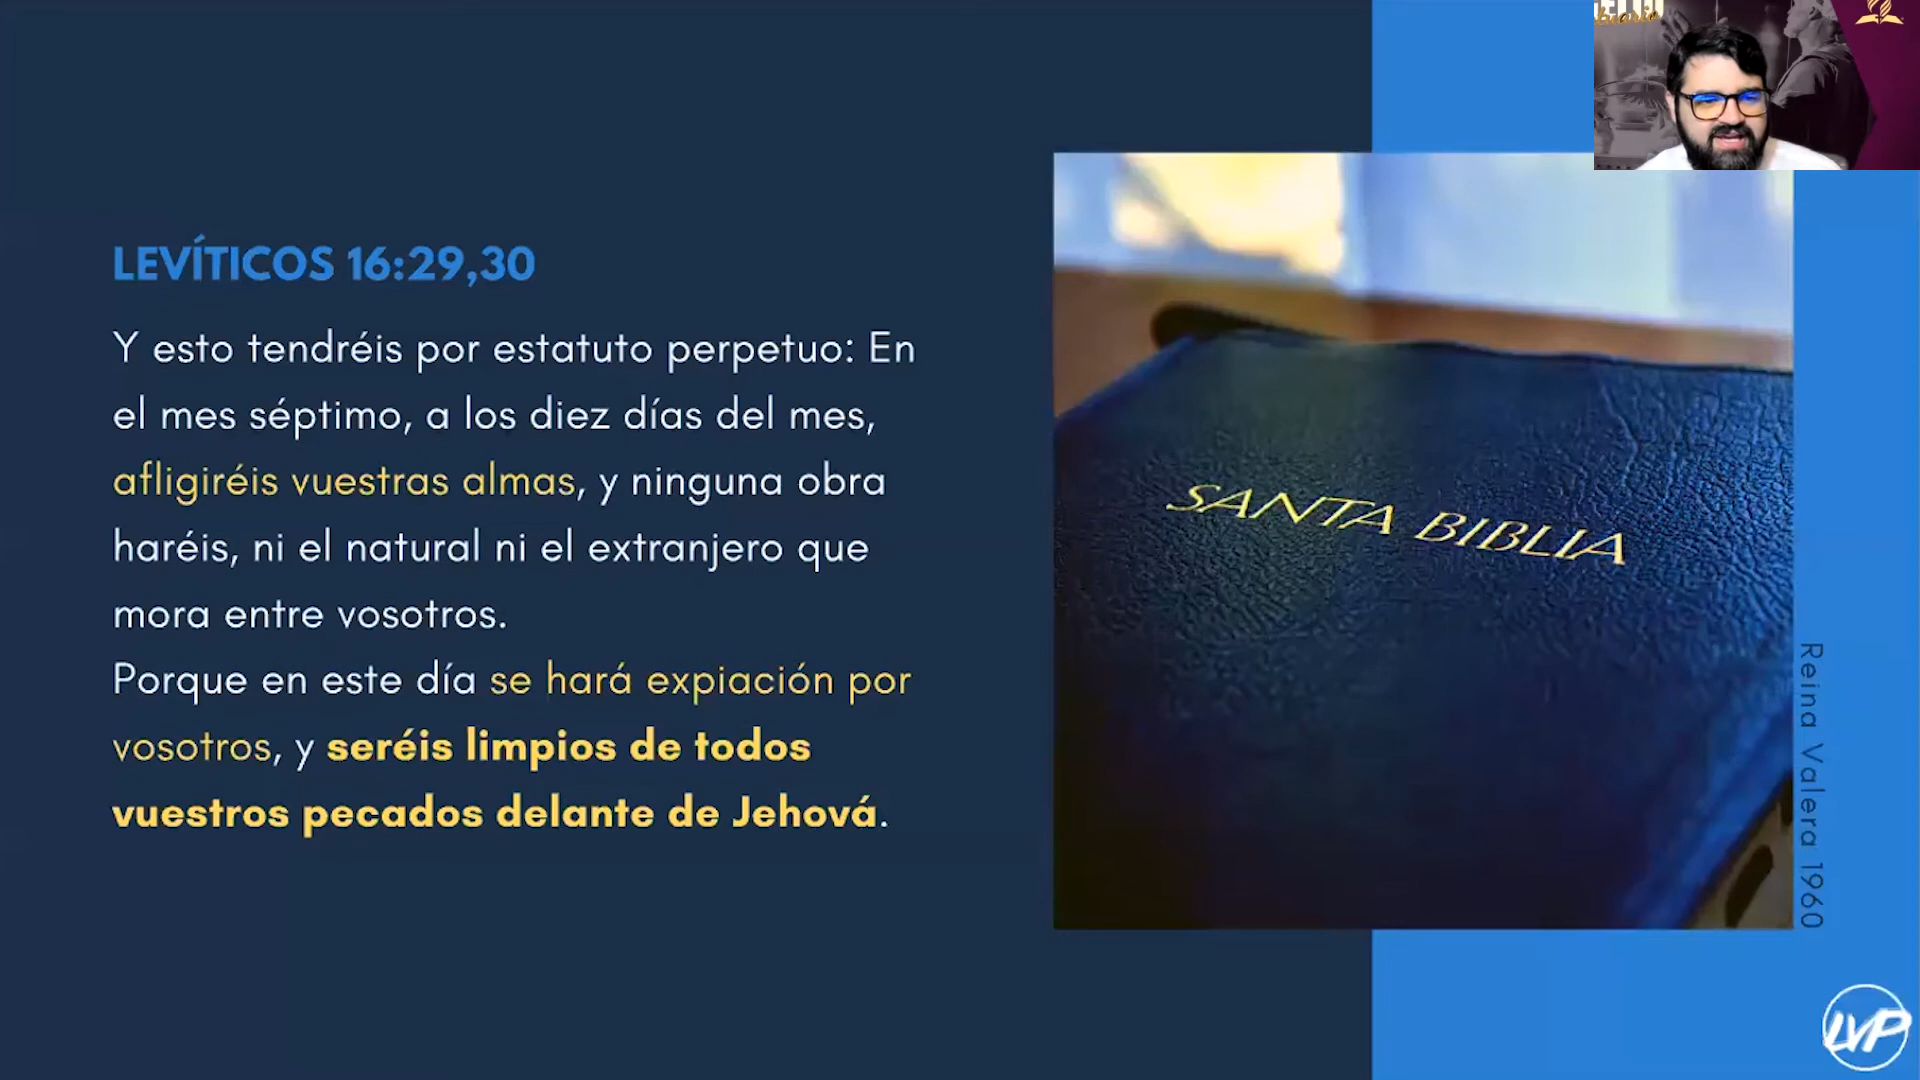 LEVÍTICOS 16:29,30
Y esto tendréis por estatuto perpetuo: En
el mes séptimo, a los diez días del mes,
afligiréis vuestras almas, y ninguna obra
haréis, ni el natural ni el extranjero que
mora entre vosotros.
Porque en este día se hará expiación por
vosotros, y seréis limpios de todos
vuestros pecados delante de Jehová.
SANTA BIBLIA
Reina Valera 1960
LVP